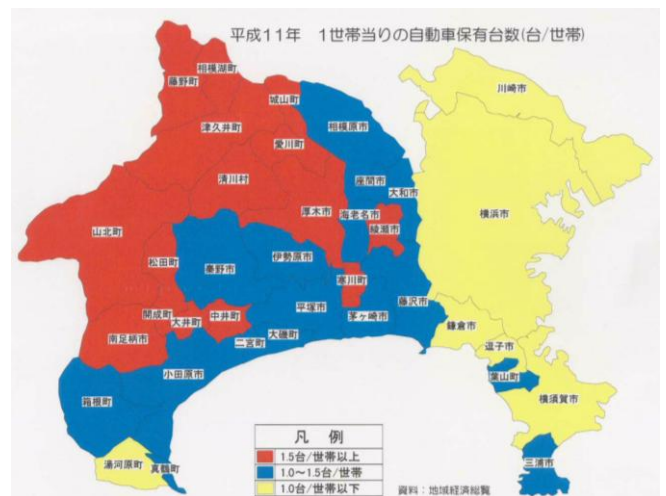 平成11年　1世帯当りの自動車保有台数(台/世帯)
相模湖町
藤野町
城山町
川崎市
津久井町
相模原市
愛川町
座間市
清川村
大和市
厚木市
海老名市
横浜市
綾瀬市
山北町
松田町
伊勢原市
秦野市
寒川町
開成町
大井町
中井町
平塚市
藤沢市
茅ヶ崎市
鎌倉市
南足柄市
大磯町
二宮町
逗子市
小田原市
葉山町
箱根町
横須賀市
湯河原町
真鶴町
三浦市
凡　例
1.5台/世帯以上
1.0～1.5台/世帯
1.0台/世帯以下
資料：地域経済総覧